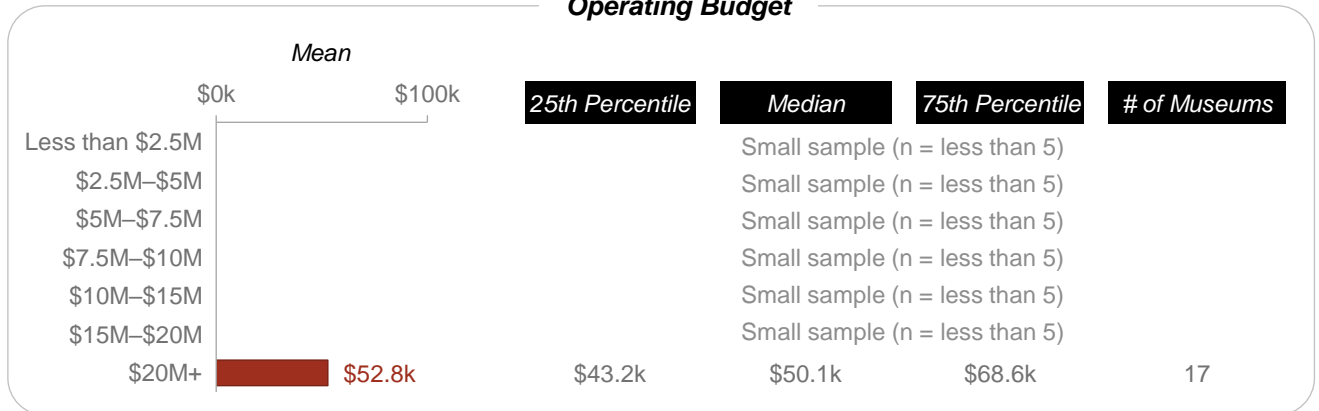 Operating Budget
Mean
$0k $100k 25th Percentile Median 75th Percentile # of Museums
Less than $2.5M Small sample (n = less than 5)
$2.5M–$5M Small sample (n = less than 5)
$5M–$7.5M Small sample (n = less than 5)
$7.5M–$10M Small sample (n = less than 5)
$10M–$15M Small sample (n = less than 5)
$15M–$20M Small sample (n = less than 5)
$20M+ $52.8k $43.2k $50.1k $68.6k 17